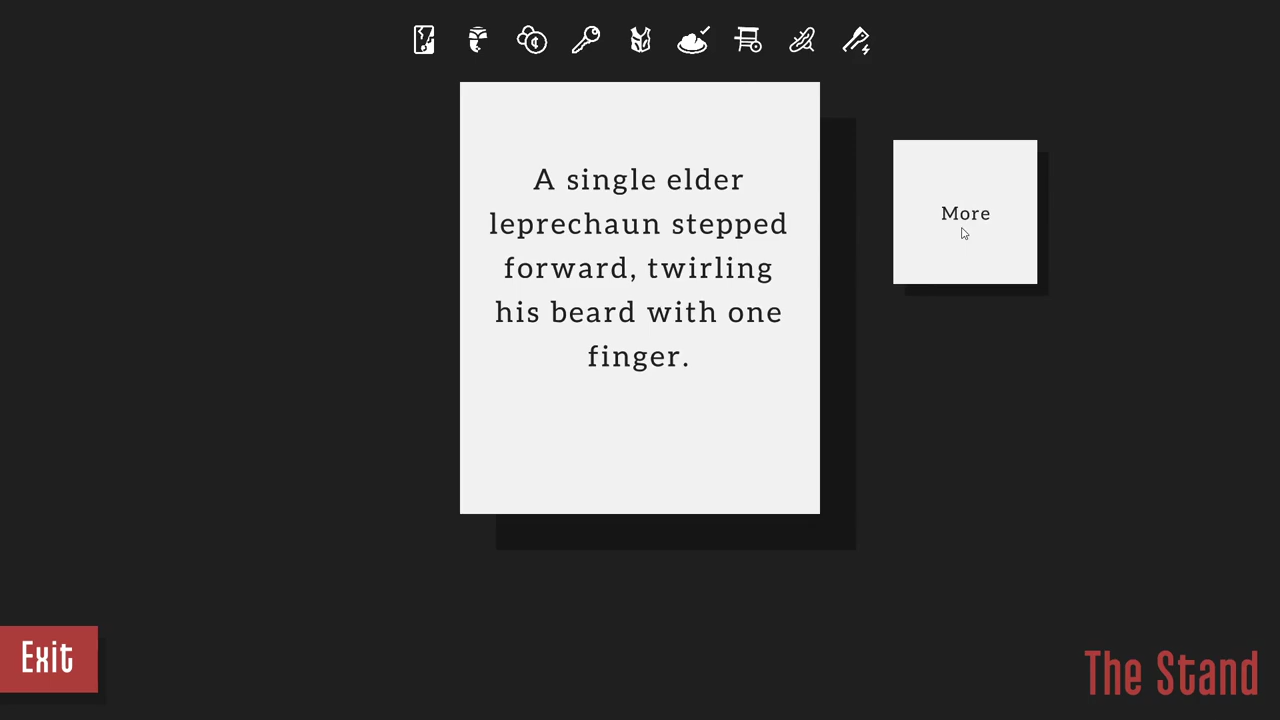 A single elder
leprechaun stepped
forward, twirling
his beard with one
finger.
More
Exit
The Stand